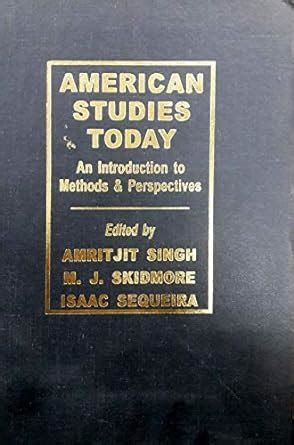 AMERICAN
STUDIES
TODAY
An Introduction to
Methods & Perspectives
Edited by
AMRITJIT SINGH
M. J. SKIDMORE
ISAAC SEQUEIRA